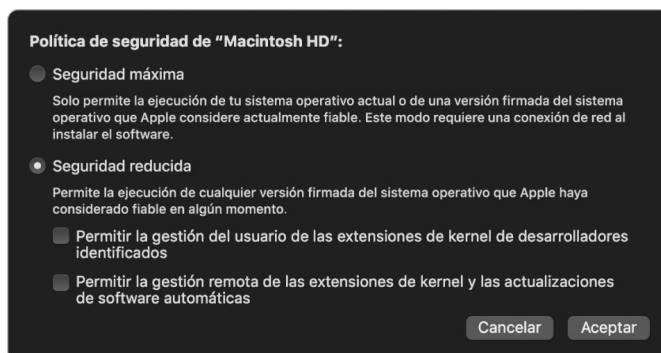 Política de seguridad de “Macintosh HD”:
Seguridad máxima
Solo permite la ejecución de tu sistema operativo actual o de una versión firmada del sistema
operativo que Apple considere actualmente fiable. Este modo requiere una conexión de red al
instalar el software.
Seguridad reducida
Permite la ejecución de cualquier versión firmada del sistema operativo que Apple haya
considerado fiable en algún momento.
Permitir la gestión del usuario de las extensiones de kernel de desarrolladores
identificados
Permitir la gestión remota de las extensiones de kernel y las actualizaciones
de software automáticas
Cancelar Aceptar